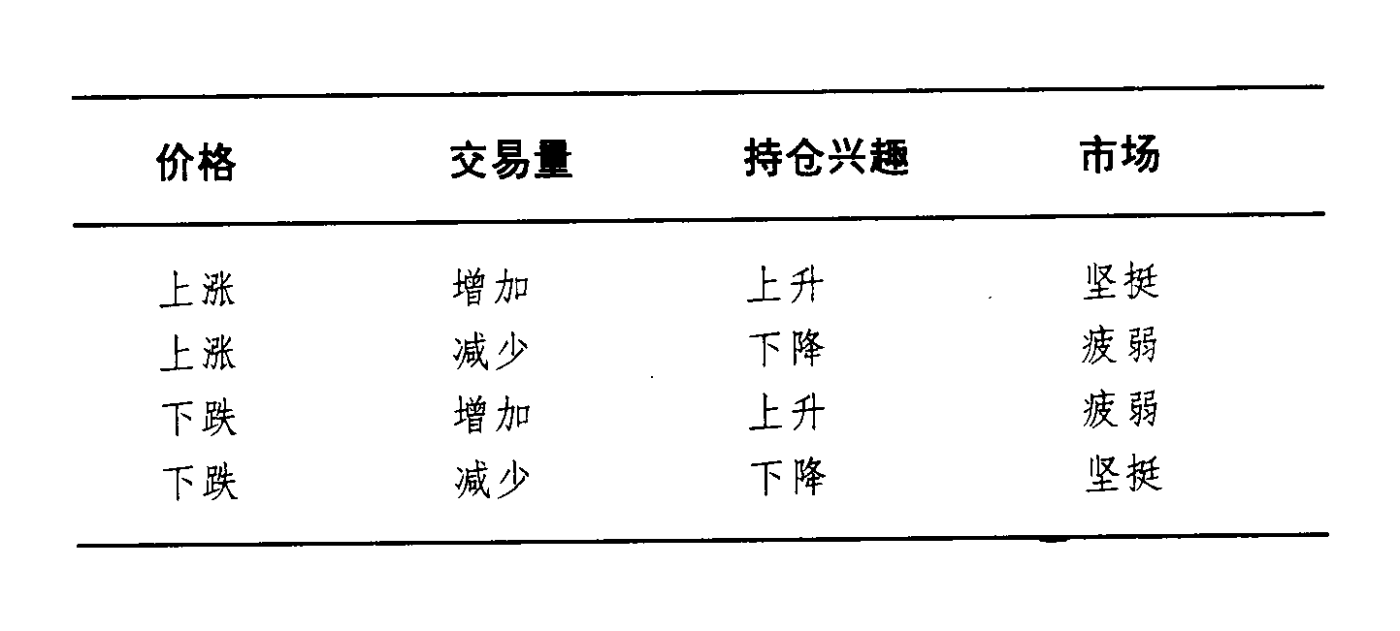 价格 交易量 持仓兴趣 市场
上涨 增加 上升 坚挺
上涨 减少 下降 疲弱
下跌 增加 上升 疲弱
下跌 减少 下降 坚挺